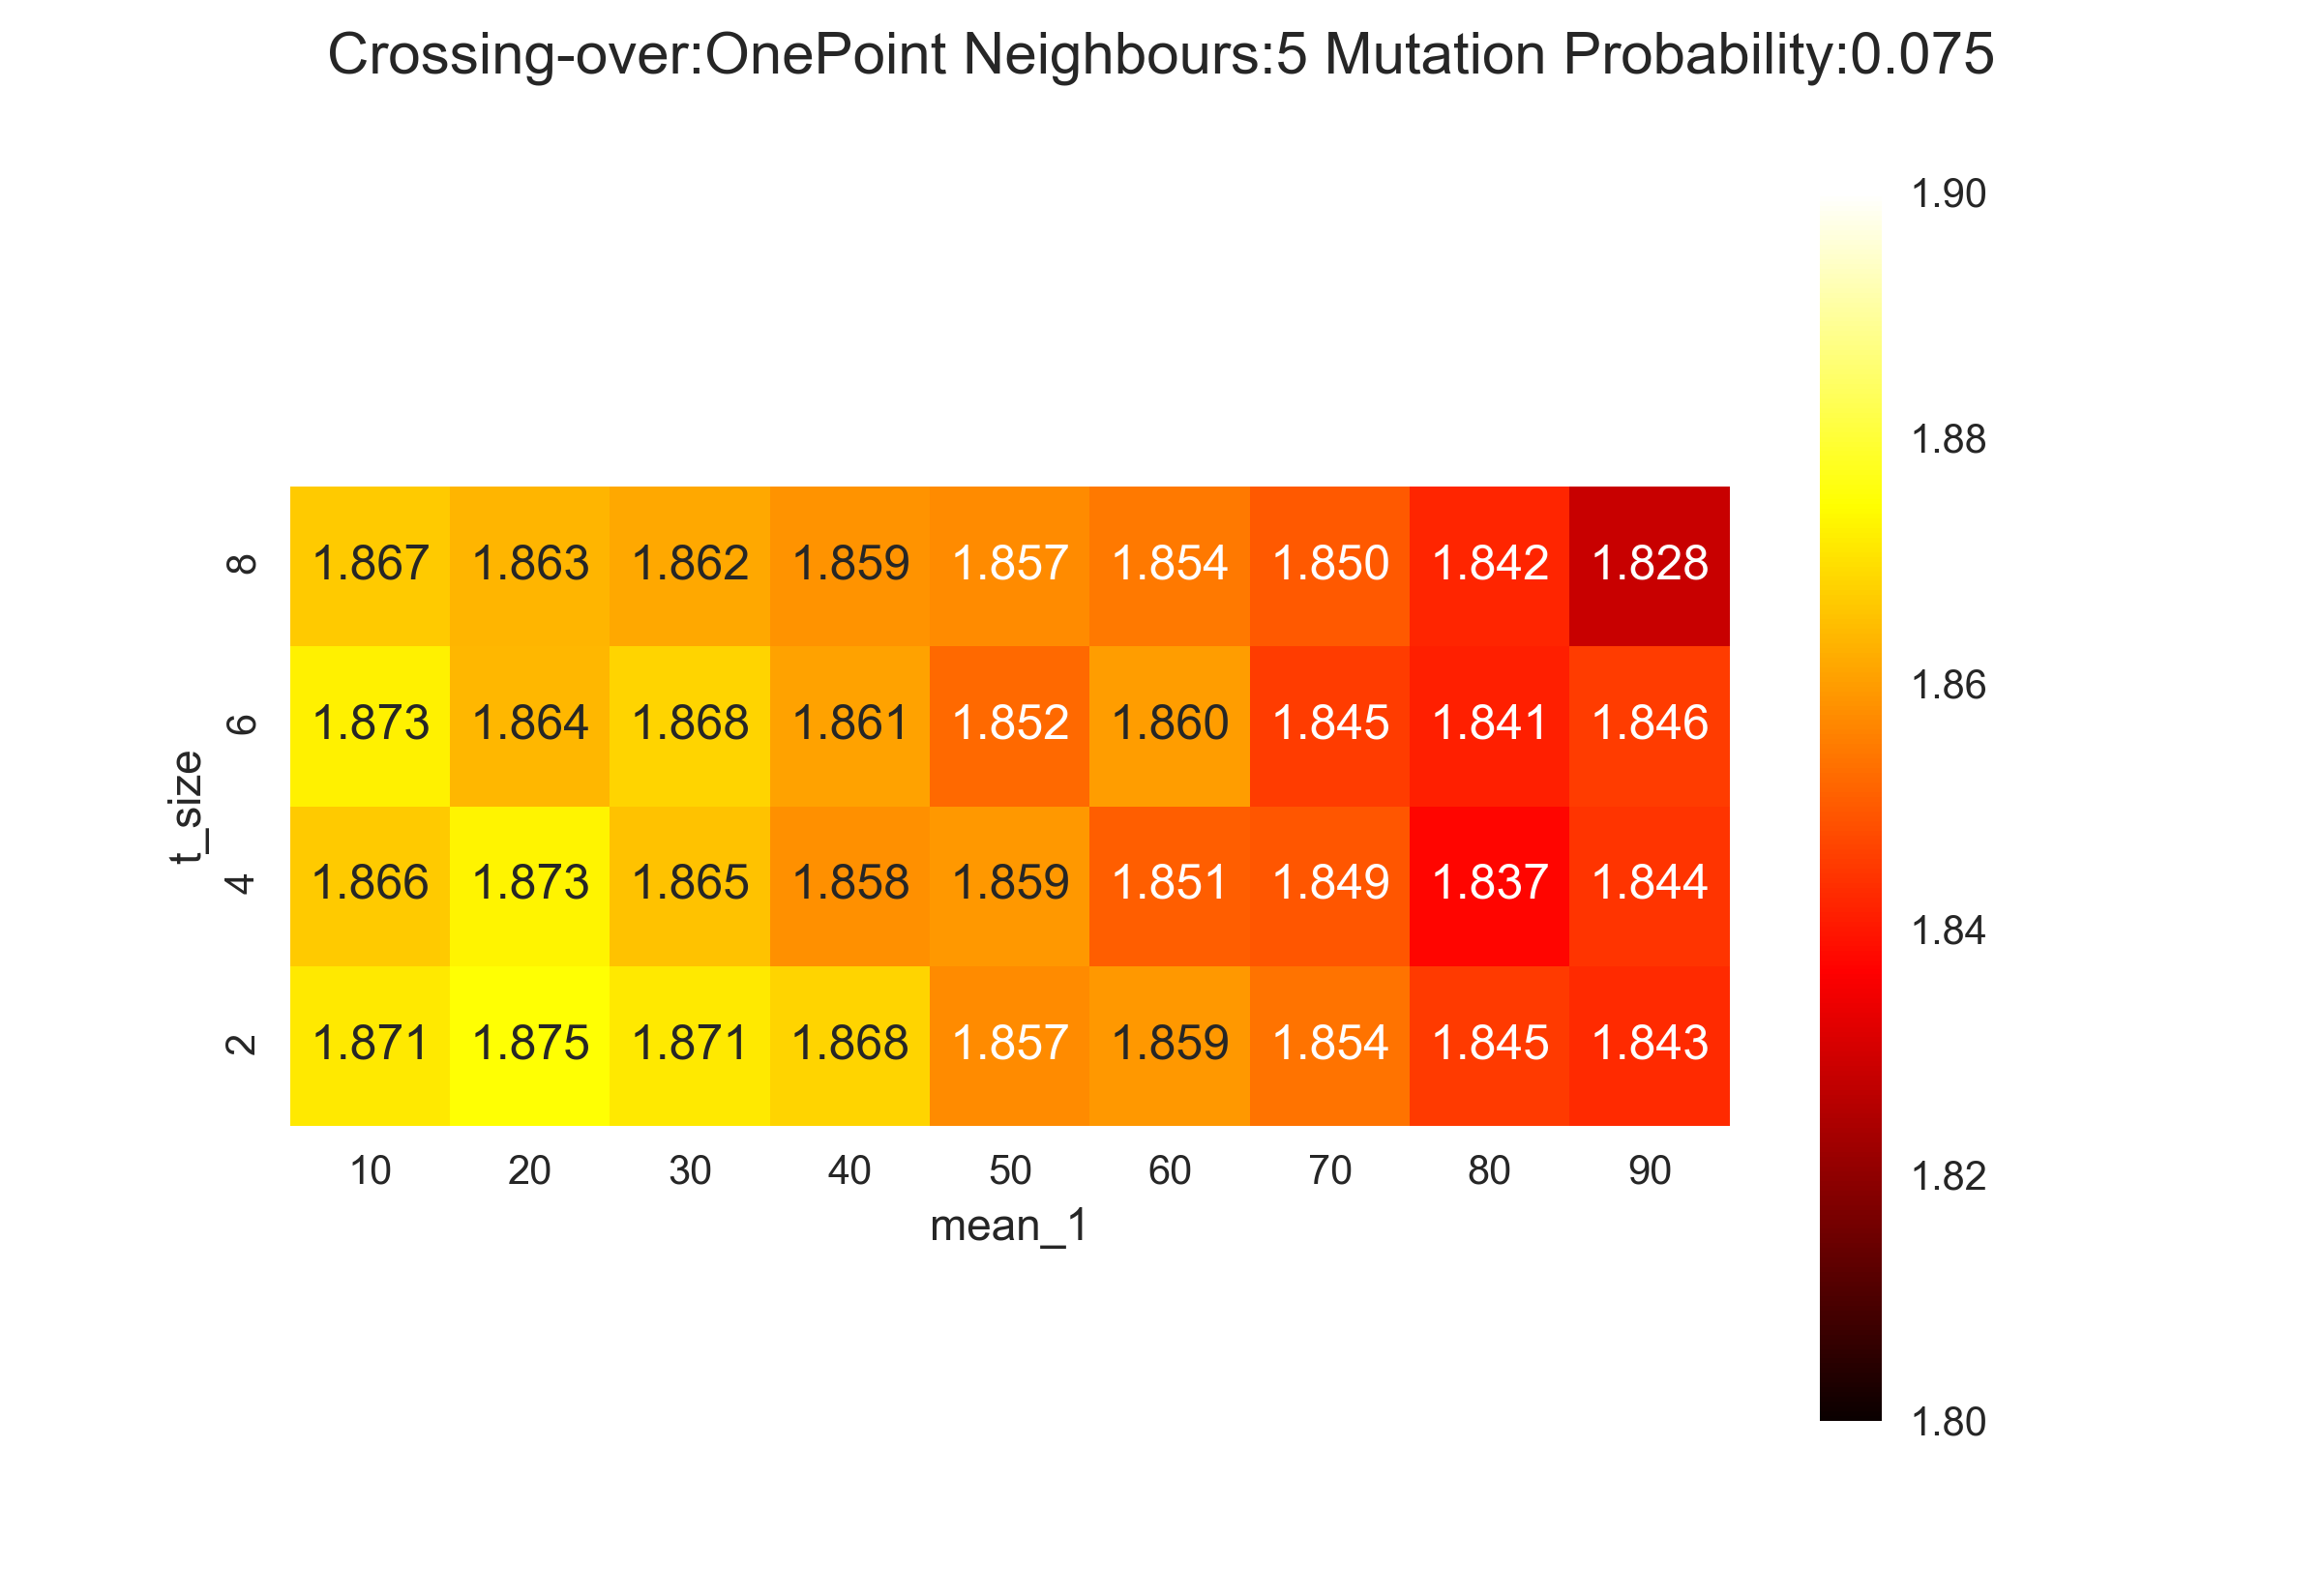 Crossing-over:OnePoint Neighbours:5 Mutation Probability:0.075
1.90
1.88
1.86
1.84
1.82
1.80
t_size
8 1.867 1.863 1.862 1.859 1.857 1.854 1.850 1.842 1.828
6 1.873 1.864 1.868 1.861 1.852 1.860 1.845 1.841 1.846
4 1.866 1.873 1.865 1.858 1.859 1.851 1.849 1.837 1.844
2 1.871 1.875 1.871 1.868 1.857 1.859 1.854 1.845 1.843
10 20 30 40 50 60 70 80 90
mean_1